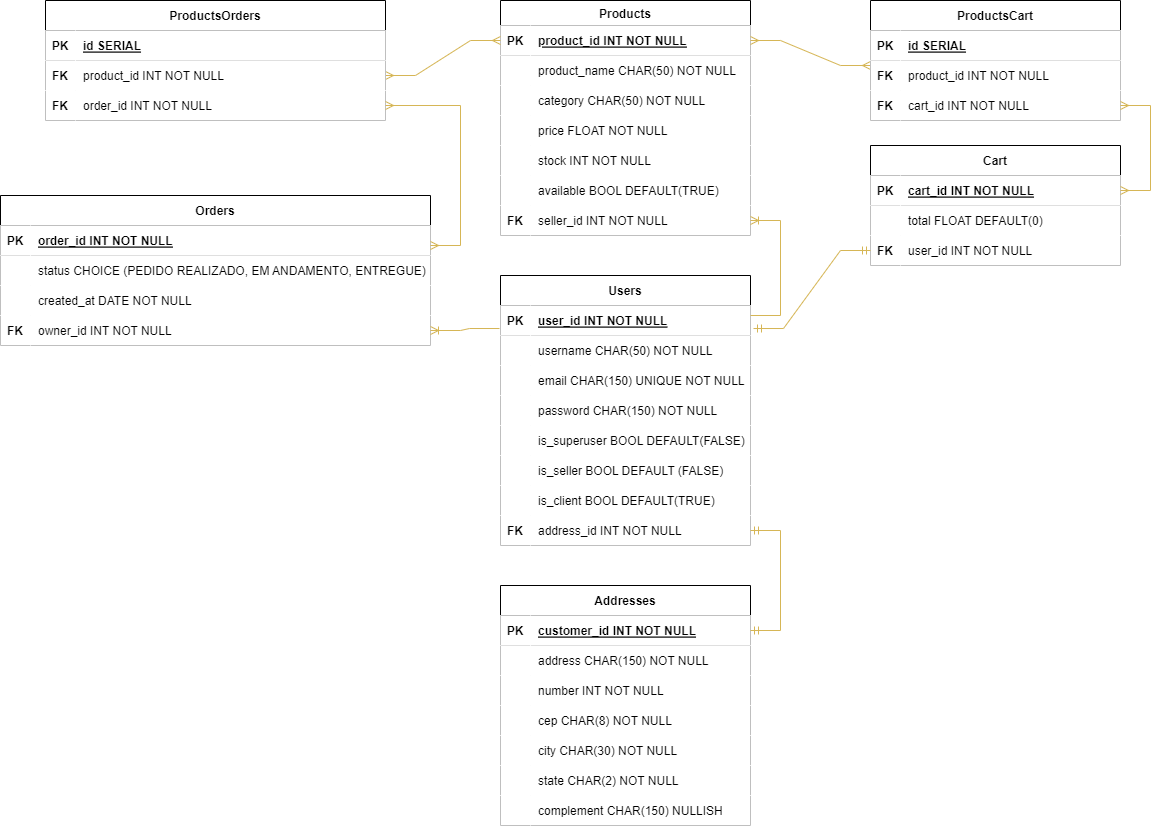 ProductsOrders
PK id SERIAL
FK product_id INT NOT NULL
FK order_id INT NOT NULL
Products
PK product_id INT NOT NULL
product_name CHAR(50) NOT NULL
category CHAR(50) NOT NULL
price FLOAT NOT NULL
stock INT NOT NULL
available BOOL DEFAULT(TRUE)
FK seller_id INT NOT NULL
ProductsCart
PK id SERIAL
FK product_id INT NOT NULL
FK cart_id INT NOT NULL
Cart
PK cart_id INT NOT NULL
total FLOAT DEFAULT(0)
FK user_id INT NOT NULL
Orders
PK order_id INT NOT NULL
status CHOICE (PEDIDO REALIZADO, EM ANDAMENTO, ENTREGUE)
created_at DATE NOT NULL
FK owner_id INT NOT NULL
Users
PK user_id INT NOT NULL
username CHAR(50) NOT NULL
email CHAR(150) UNIQUE NOT NULL
password CHAR(150) NOT NULL
is_superuser BOOL DEFAULT(FALSE)
is_seller BOOL DEFAULT (FALSE)
is_client BOOL DEFAULT(TRUE)
FK address_id INT NOT NULL
Addresses
PK customer_id INT NOT NULL
address CHAR(150) NOT NULL
number INT NOT NULL
cep CHAR(8) NOT NULL
city CHAR(30) NOT NULL
state CHAR(2) NOT NULL
complement CHAR(150) NULLISH